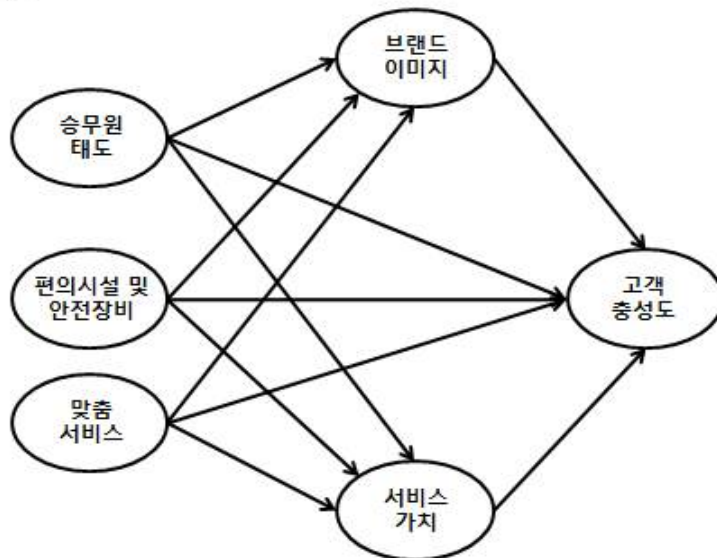 브랜드
이미지
승무원
태도
편의시설 및
안전장비
고객
충성도
맞춤
서비스
서비스
가치